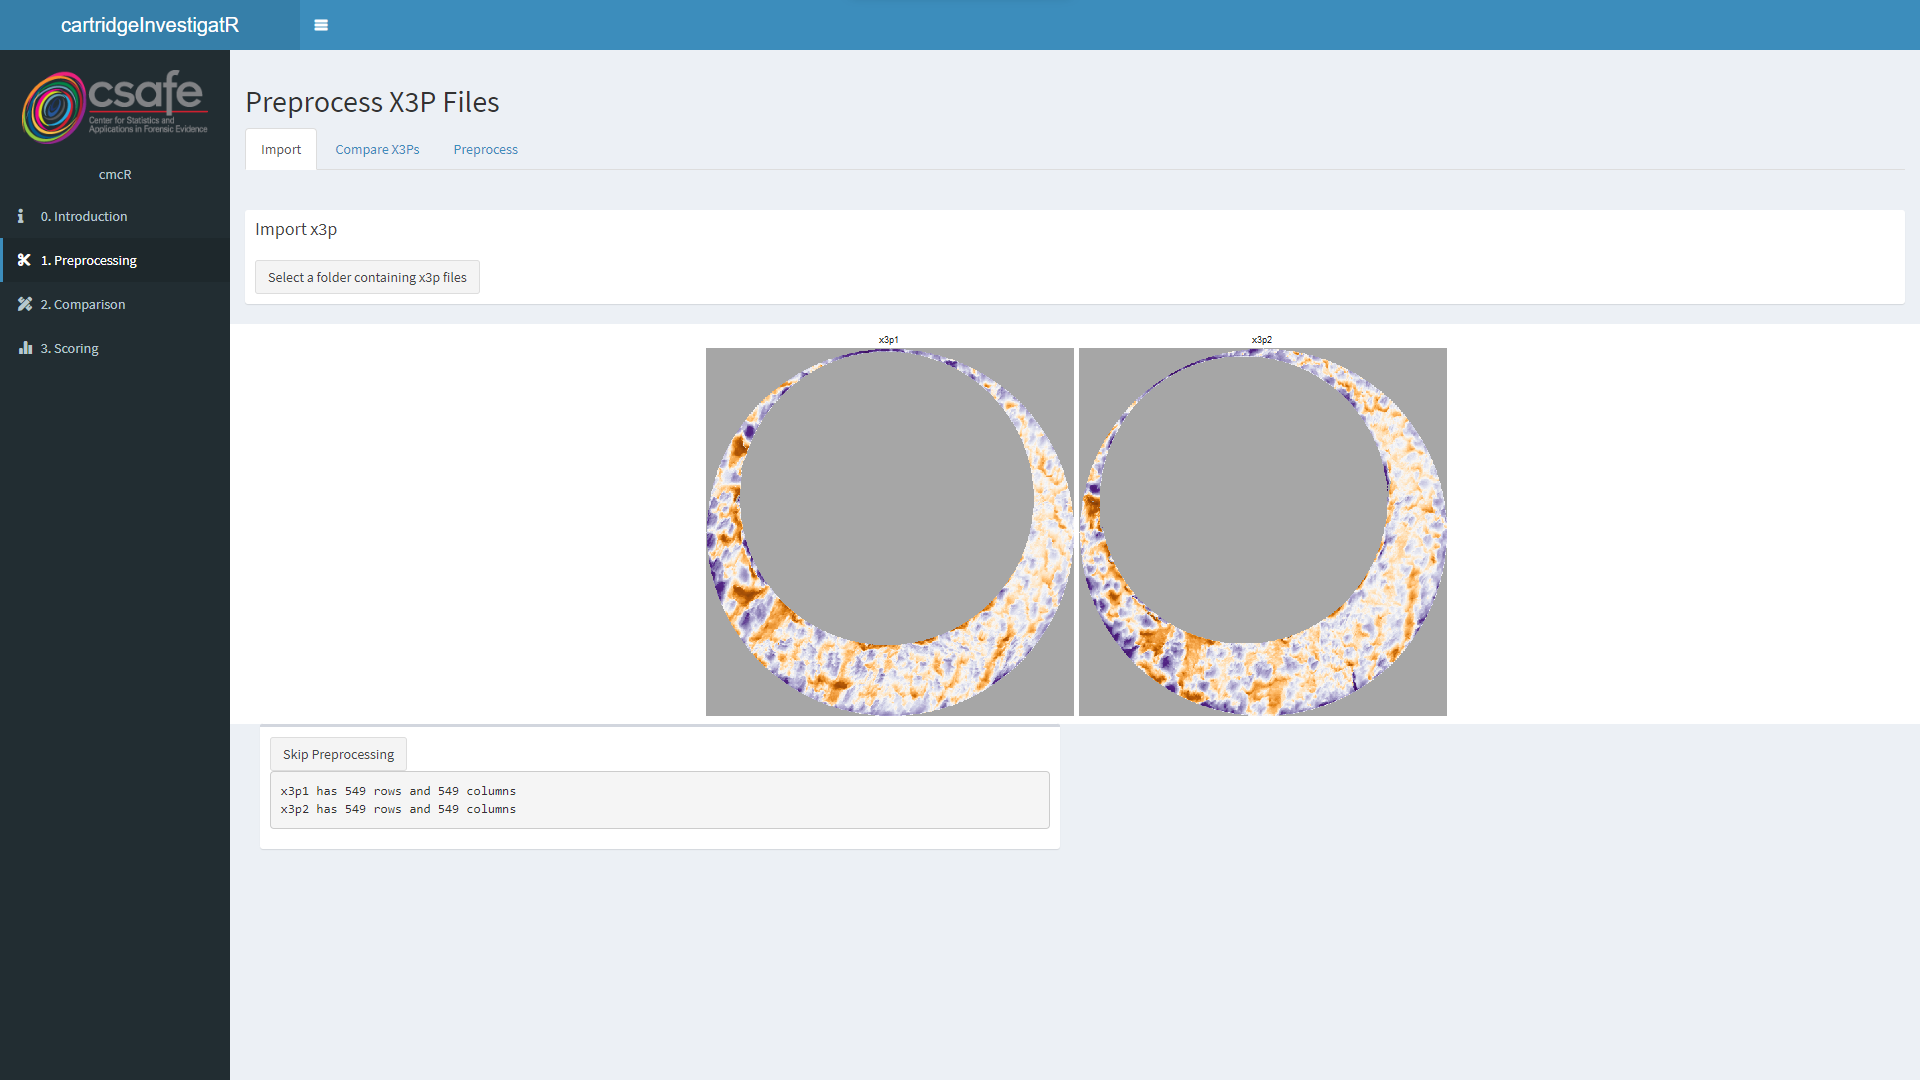 cartridgeInvestigatR
csafe
Center for Statistics and
Applications in Forensic Evidence
cmcR
0. Introduction
1. Preprocessing
2. Comparison
3. Scoring
Preprocess X3P Files
Import Compare X3Ps Preprocess
Import x3p
Select a folder containing x3p files
x3p1 x3p2
Skip Preprocessing
x3p1 has 549 rows and 549 columns
x3p2 has 549 rows and 549 columns